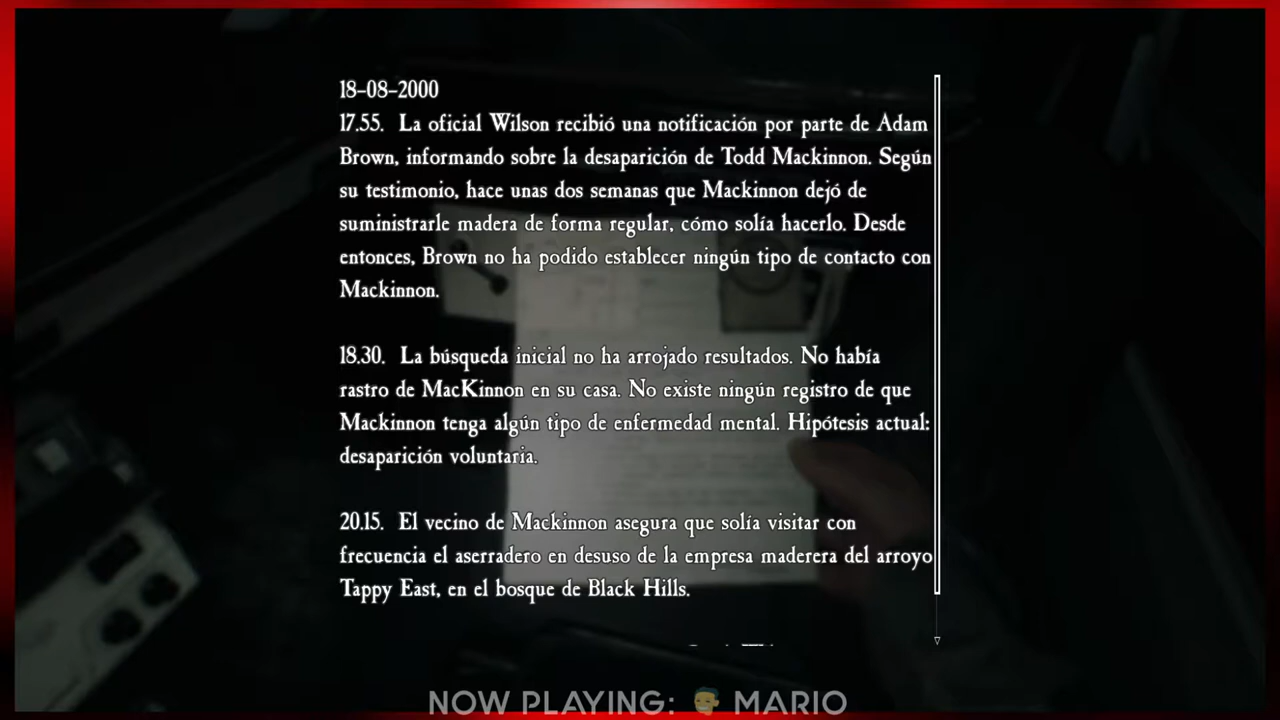 18-08-2000
17.55. La oficial Wilson recibió una notificación por parte de Adam
Brown, informando sobre la desaparición de Todd Mackinnon. Según
su testimonio, hace unas dos semanas que Mackinnon dejó de
suministrarle madera de forma regular, cómo solía hacerlo. Desde
entonces, Brown no ha podido establecer ningún tipo de contacto con
Mackinnon.
18.30. La búsqueda inicial no ha arrojado resultados. No había
rastro de MacKinnon en su casa. No existe ningún registro de que
Mackinnon tenga algún tipo de enfermedad mental. Hipótesis actual:
desaparición voluntaria.
20.15. El vecino de Mackinnon asegura que solía visitar con
frecuencia el aserradero en desuso de la empresa maderera del arroyo
Tappy East, en el bosque de Black Hills.
NOW PLAYING: MARIO